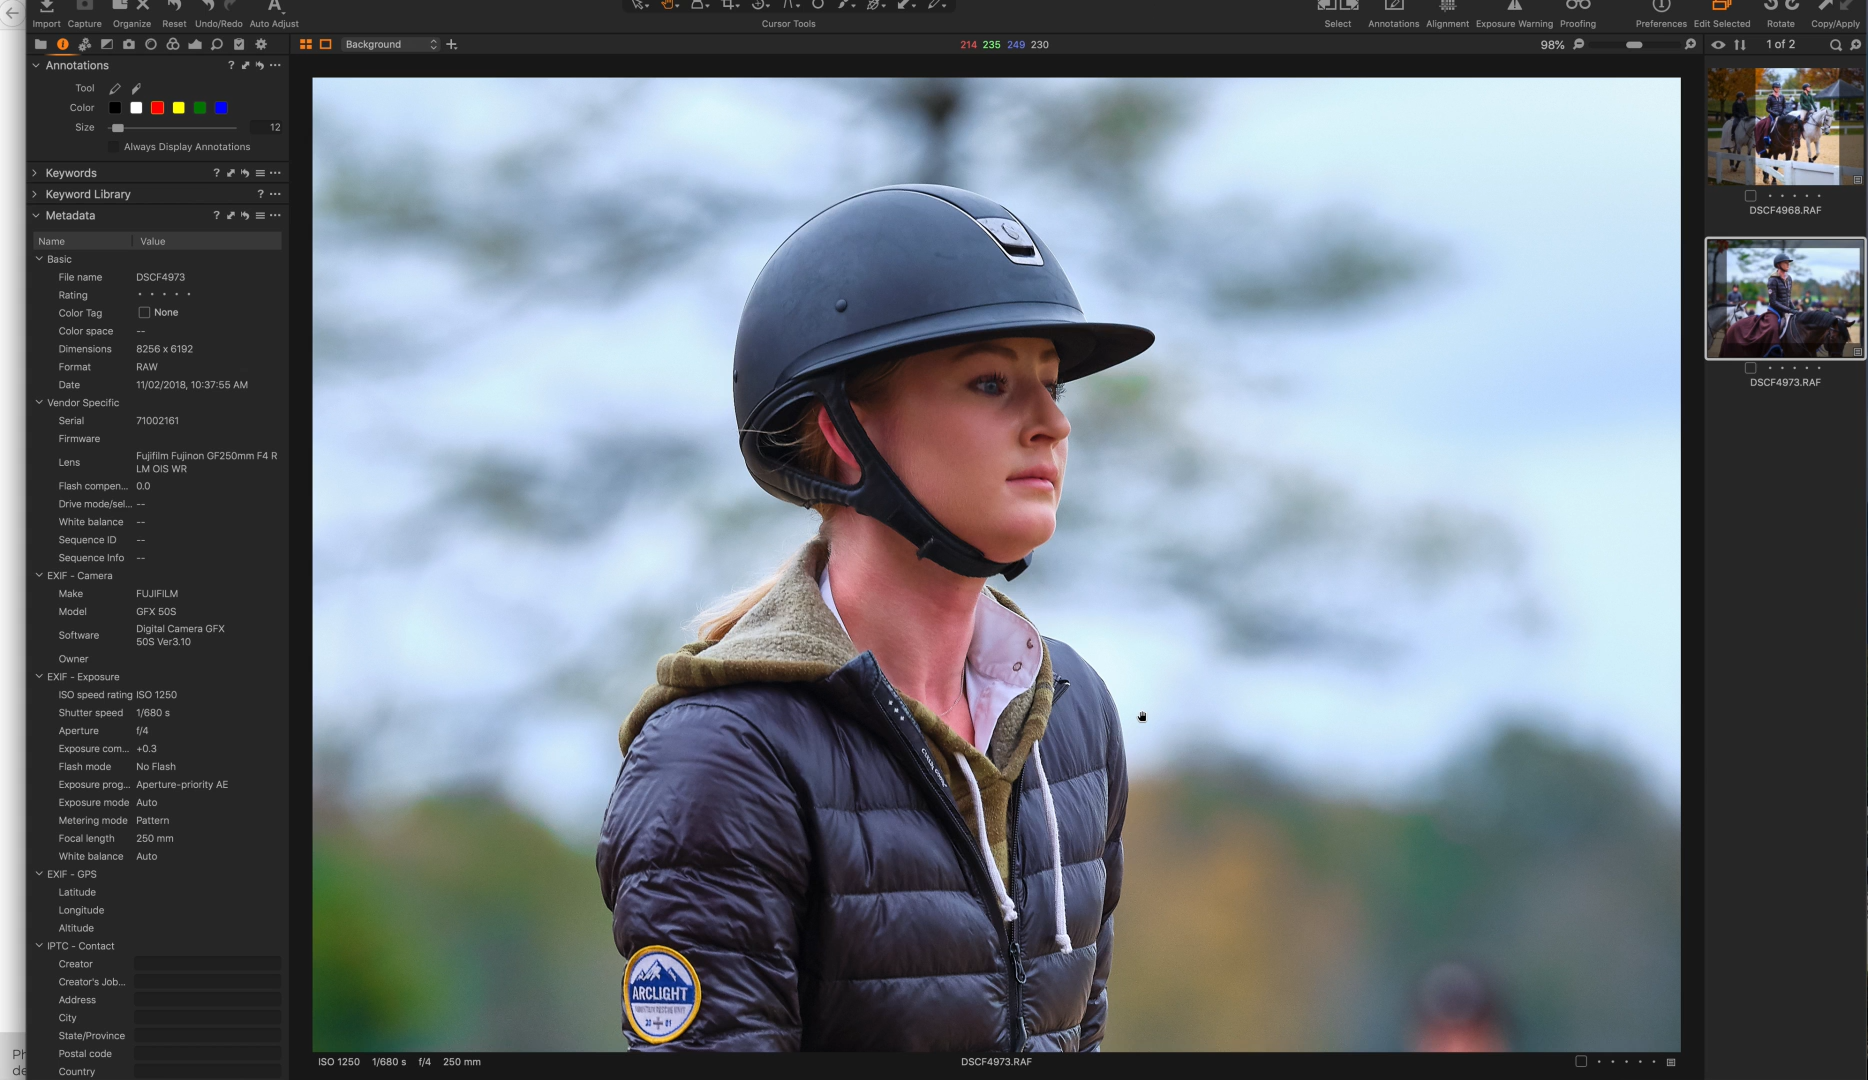 Import Capture Organize Reset Undo/Redo Auto Adjust
Cursor Tools
Select Annotations Alignment Exposure Warning Proofing
Preferences Edit Selected Rotate Copy/Apply
Background
214 235 249 230
98%
1 of 2
Annotations
Tool
Color
Size 12
Always Display Annotations
Keywords
Keyword Library
Metadata
Name Value
Basic
File name DSCF4973
Rating
Color Tag None
Color space --
Dimensions 8256 x 6192
Format RAW
Date 11/02/2018, 10:37:55 AM
Vendor Specific
Serial 71002161
Firmware
Lens Fujifilm Fujinon GF250mm F4 R
LM OIS WR
Flash compen... 0.0
Drive mode/sel... --
White balance --
Sequence ID --
Sequence Info --
EXIF - Camera
Make FUJIFILM
Model GFX 50S
Software Digital Camera GFX
50S Ver3.10
Owner
EXIF - Exposure
ISO speed rating ISO 1250
Shutter speed 1/680 s
Aperture f/4
Exposure com... +0.3
Flash mode No Flash
Exposure prog... Aperture-priority AE
Exposure mode Auto
Metering mode Pattern
Focal length 250 mm
White balance Auto
EXIF - GPS
Latitude
Longitude
Altitude
IPTC - Contact
Creator
Creator's Job...
Address
City
State/Province
Postal code
Country
ARCLIGHT
ISO 1250 1/680 s f/4 250 mm
DSCF4973.RAF
DSCF4968.RAF
DSCF4973.RAF